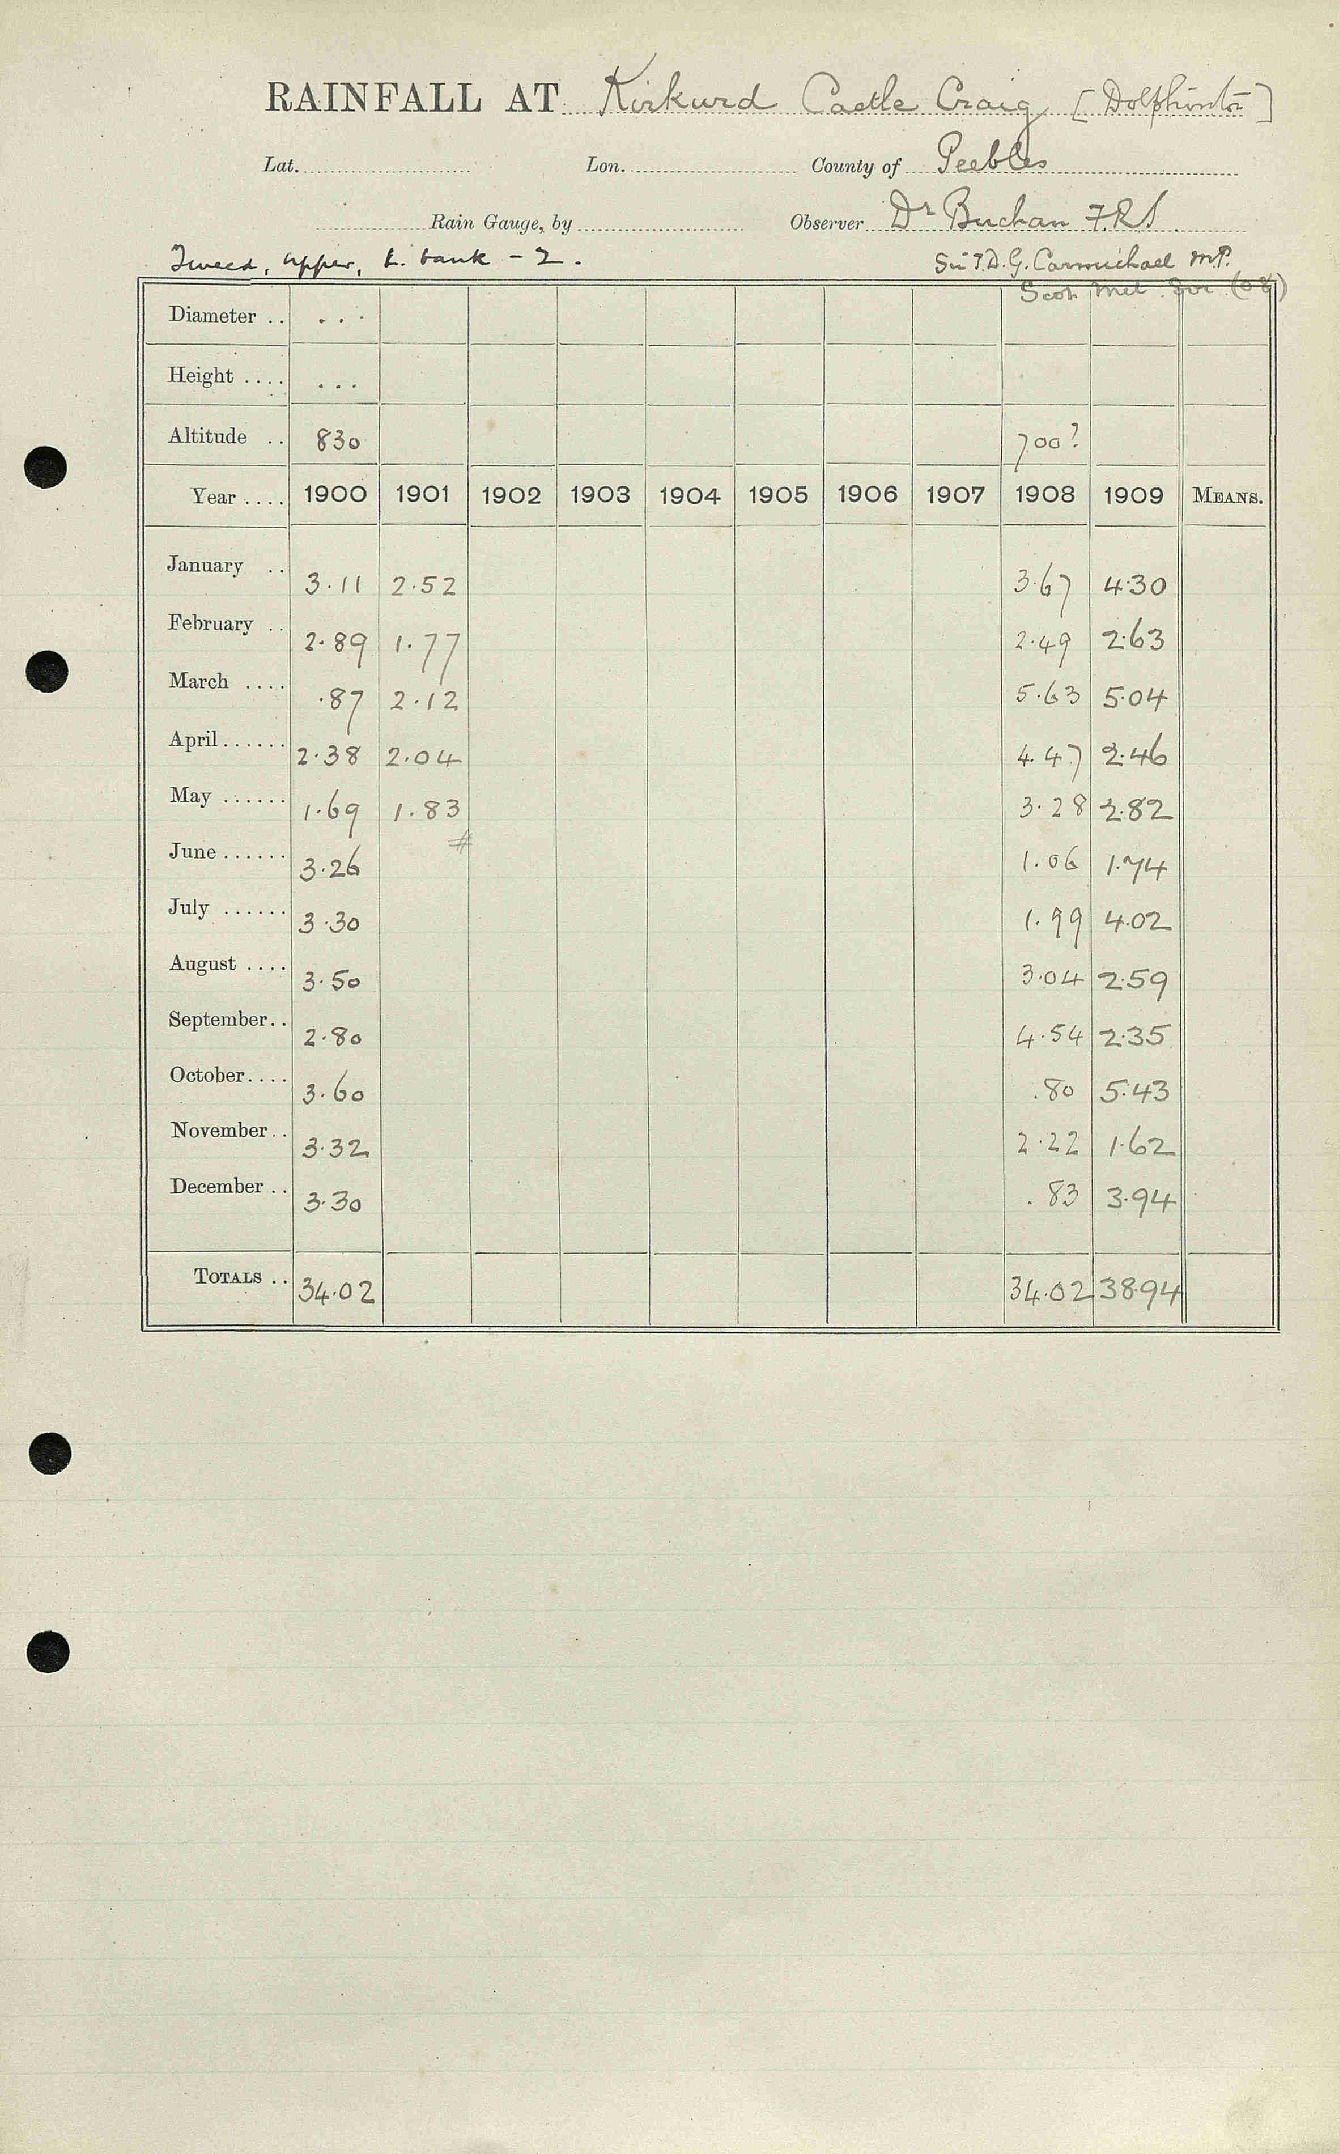 RAINFALL AT Kirkurd Castle Craig [Dolphinton]
Lat. Lon. County of Peebles
Rain Gauge, by Observer Dr Buchan F.R.S.
Tweed, Upper, L. bank - 2. Sir T.D.G. Carmichael M.P.
Scot. Met. Soc (08)
Diameter .. ...
Height .... ...
Altitude .. 830 700?
Year .... 1900 1901 1902 1903 1904 1905 1906 1907 1908 1909 MEANS.
January .. 3.11 2.52 3.67 4.30
February .. 2.89 1.77 2.49 2.63
March .... .87 2.12 5.63 5.04
April...... 2.38 2.04 4.47 2.46
May ...... 1.69 1.83 3.28 2.82
June ...... 3.26 # 1.06 1.74
July ...... 3.30 1.99 4.02
August .... 3.50 3.04 2.59
September.. 2.80 4.54 2.35
October.... 3.60 .80 5.43
November.. 3.32 2.22 1.62
December .. 3.30 .83 3.94
TOTALS .. 34.02 34.02 38.94